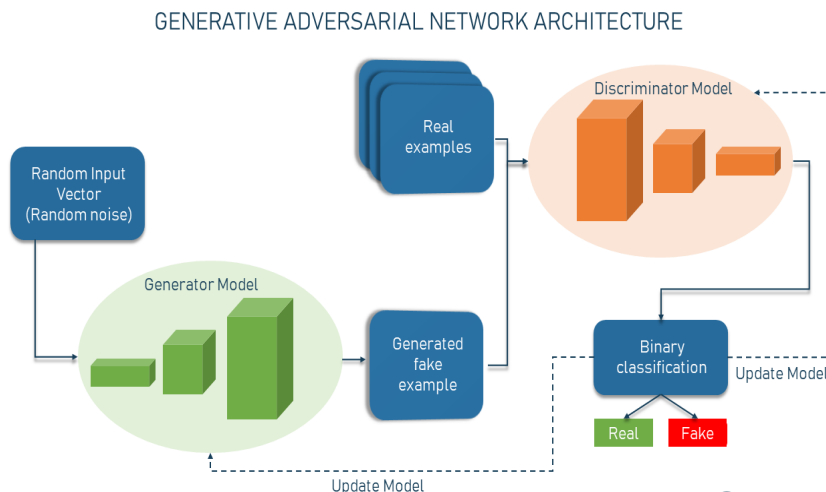 GENERATIVE ADVERSARIAL NETWORK ARCHITECTURE
Discriminator Model
Real
examples
Random Input
Vector
(Random noise)
Generator Model
Generated
fake
example
Binary
classification
Update Model
Real
Fake
Update Model